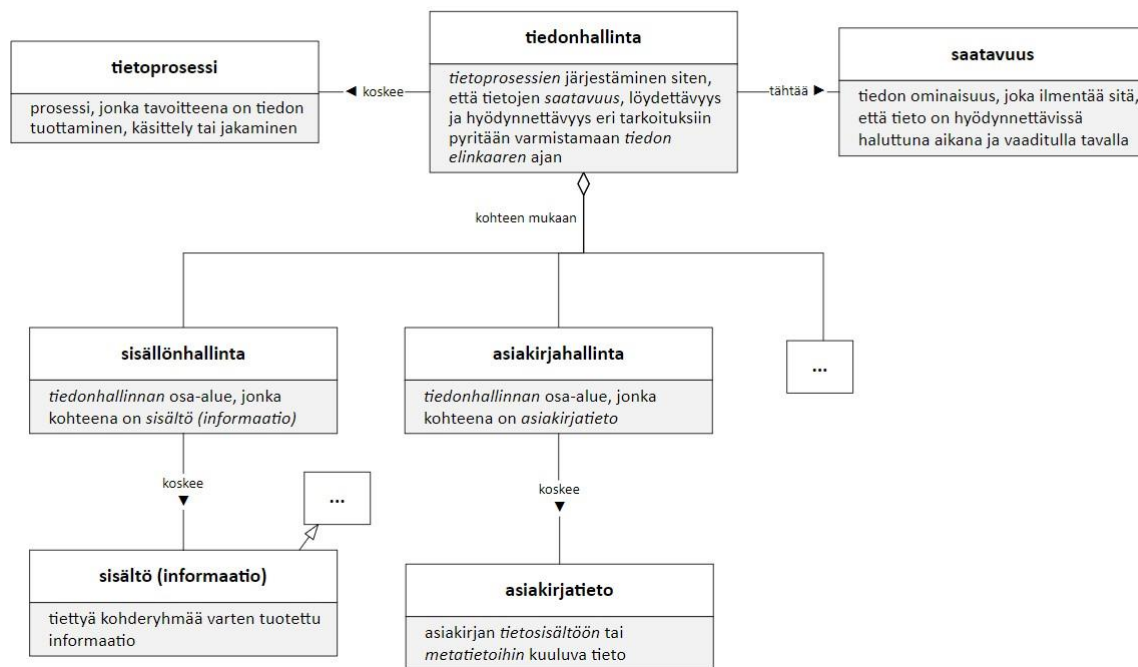 tiedonhallinta
tietoprosessien järjestäminen siten,
että tietojen saatavuus, löydettävyys
ja hyödynnettävyys eri tarkoituksiin
pyritään varmistamaan tiedon
elinkaaren ajan
tietoprosessi
prosessi, jonka tavoitteena on tiedon
tuottaminen, käsittely tai jakaminen
koskee
tähtää
saatavuus
tiedon ominaisuus, joka ilmentää sitä,
että tieto on hyödynnettävissä
haluttuna aikana ja vaaditulla tavalla
kohteen mukaan
sisällönhallinta
tiedonhallinnan osa-alue, jonka
kohteena on sisältö (informaatio)
asiakirjahallinta
tiedonhallinnan osa-alue, jonka
kohteena on asiakirjatieto
...
koskee
...
koskee
sisältö (informaatio)
tiettyä kohderyhmää varten tuotettu
informaatio
asiakirjatieto
asiakirjan tietosisältöön tai
metatietoihin kuuluva tieto